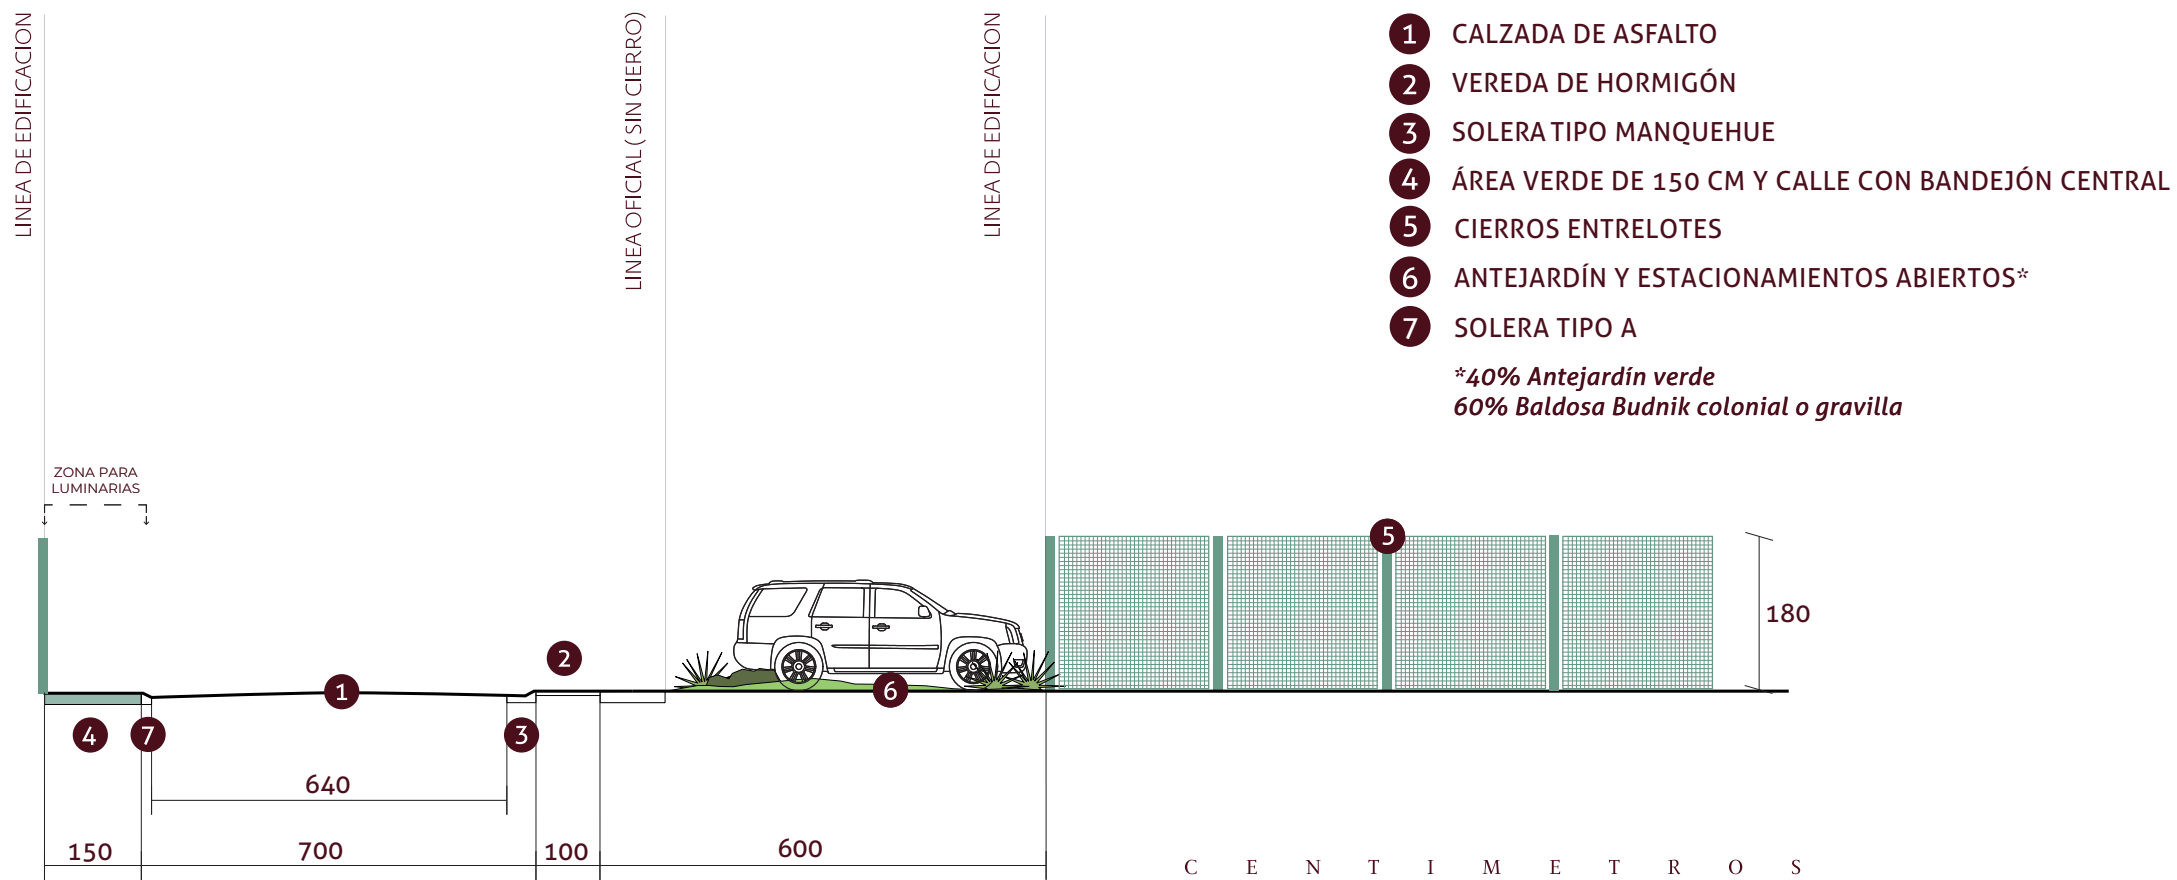 LINEA DE EDIFICACION
LINEA OFICIAL ( SIN CIERRO)
LINEA DE EDIFICACION
1 CALZADA DE ASFALTO
2 VEREDA DE HORMIGÓN
3 SOLERA TIPO MANQUEHUE
4 ÁREA VERDE DE 150 CM Y CALLE CON BANDEJÓN CENTRAL
5 CIERROS ENTRELOTES
6 ANTEJARDÍN Y ESTACIONAMIENTOS ABIERTOS*
7 SOLERA TIPO A
*40% Antejardín verde
60% Baldosa Budnik colonial o gravilla
ZONA PARA
LUMINARIAS
5
180
2
1
6
4
7
3
640
150
700
100
600
CENTIMETROS